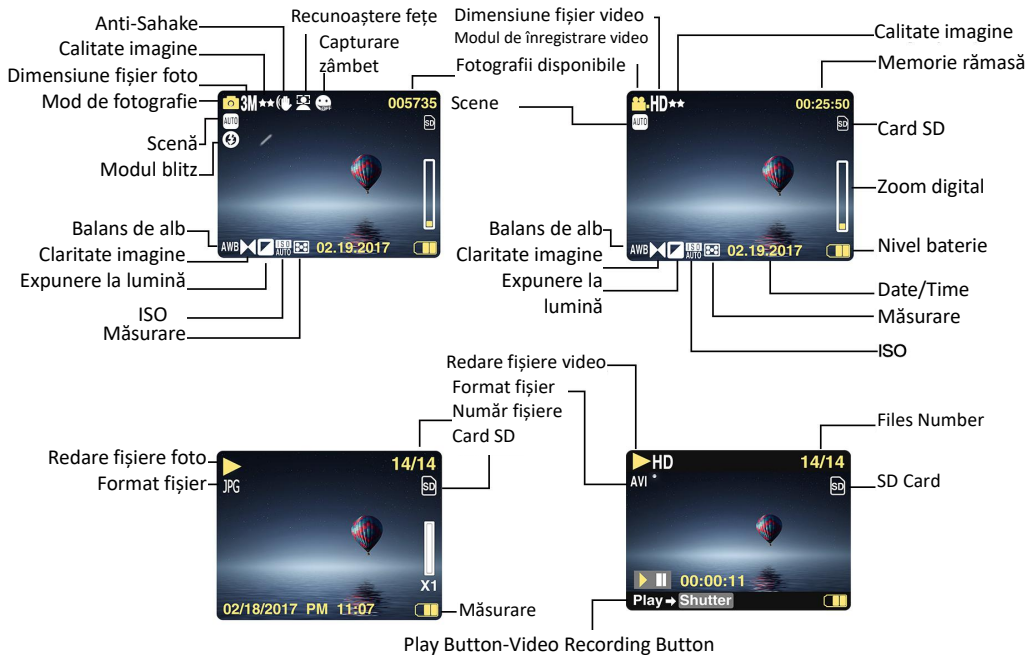 Anti-Sahake
Calitate imagine
Dimensiune fișier foto
Mod de fotografie
Scenă
Modul blitz
Recunoaștere fețe
Capturare
zâmbet
Dimensiune fișier video
Modul de înregistrare video
Fotografii disponibile
3M
005735
AUTO
SD
Balans de alb
Claritate imagine
Expunere la lumină
ISO
Măsurare
AWB
ISO
AUTO
02.19.2017
Scene
Calitate imagine
Memorie rămasă
HD
00:25:50
AUTO
SD
Card SD
Zoom digital
Nivel baterie
Balans de alb
Claritate imagine
Expunere la
lumină
AWB
ISO
AUTO
02.19.2017
Date/Time
Măsurare
ISO
Redare fișiere foto
Format fișier
14/14
JPG
SD
X1
02/18/2017 PM 11:07
Măsurare
Redare fișiere video
Format fișier
Număr fișiere
Card SD
HD
14/14
AVI
SD
00:00:11
Play Shutter
Files Number
SD Card
Play Button-Video Recording Button